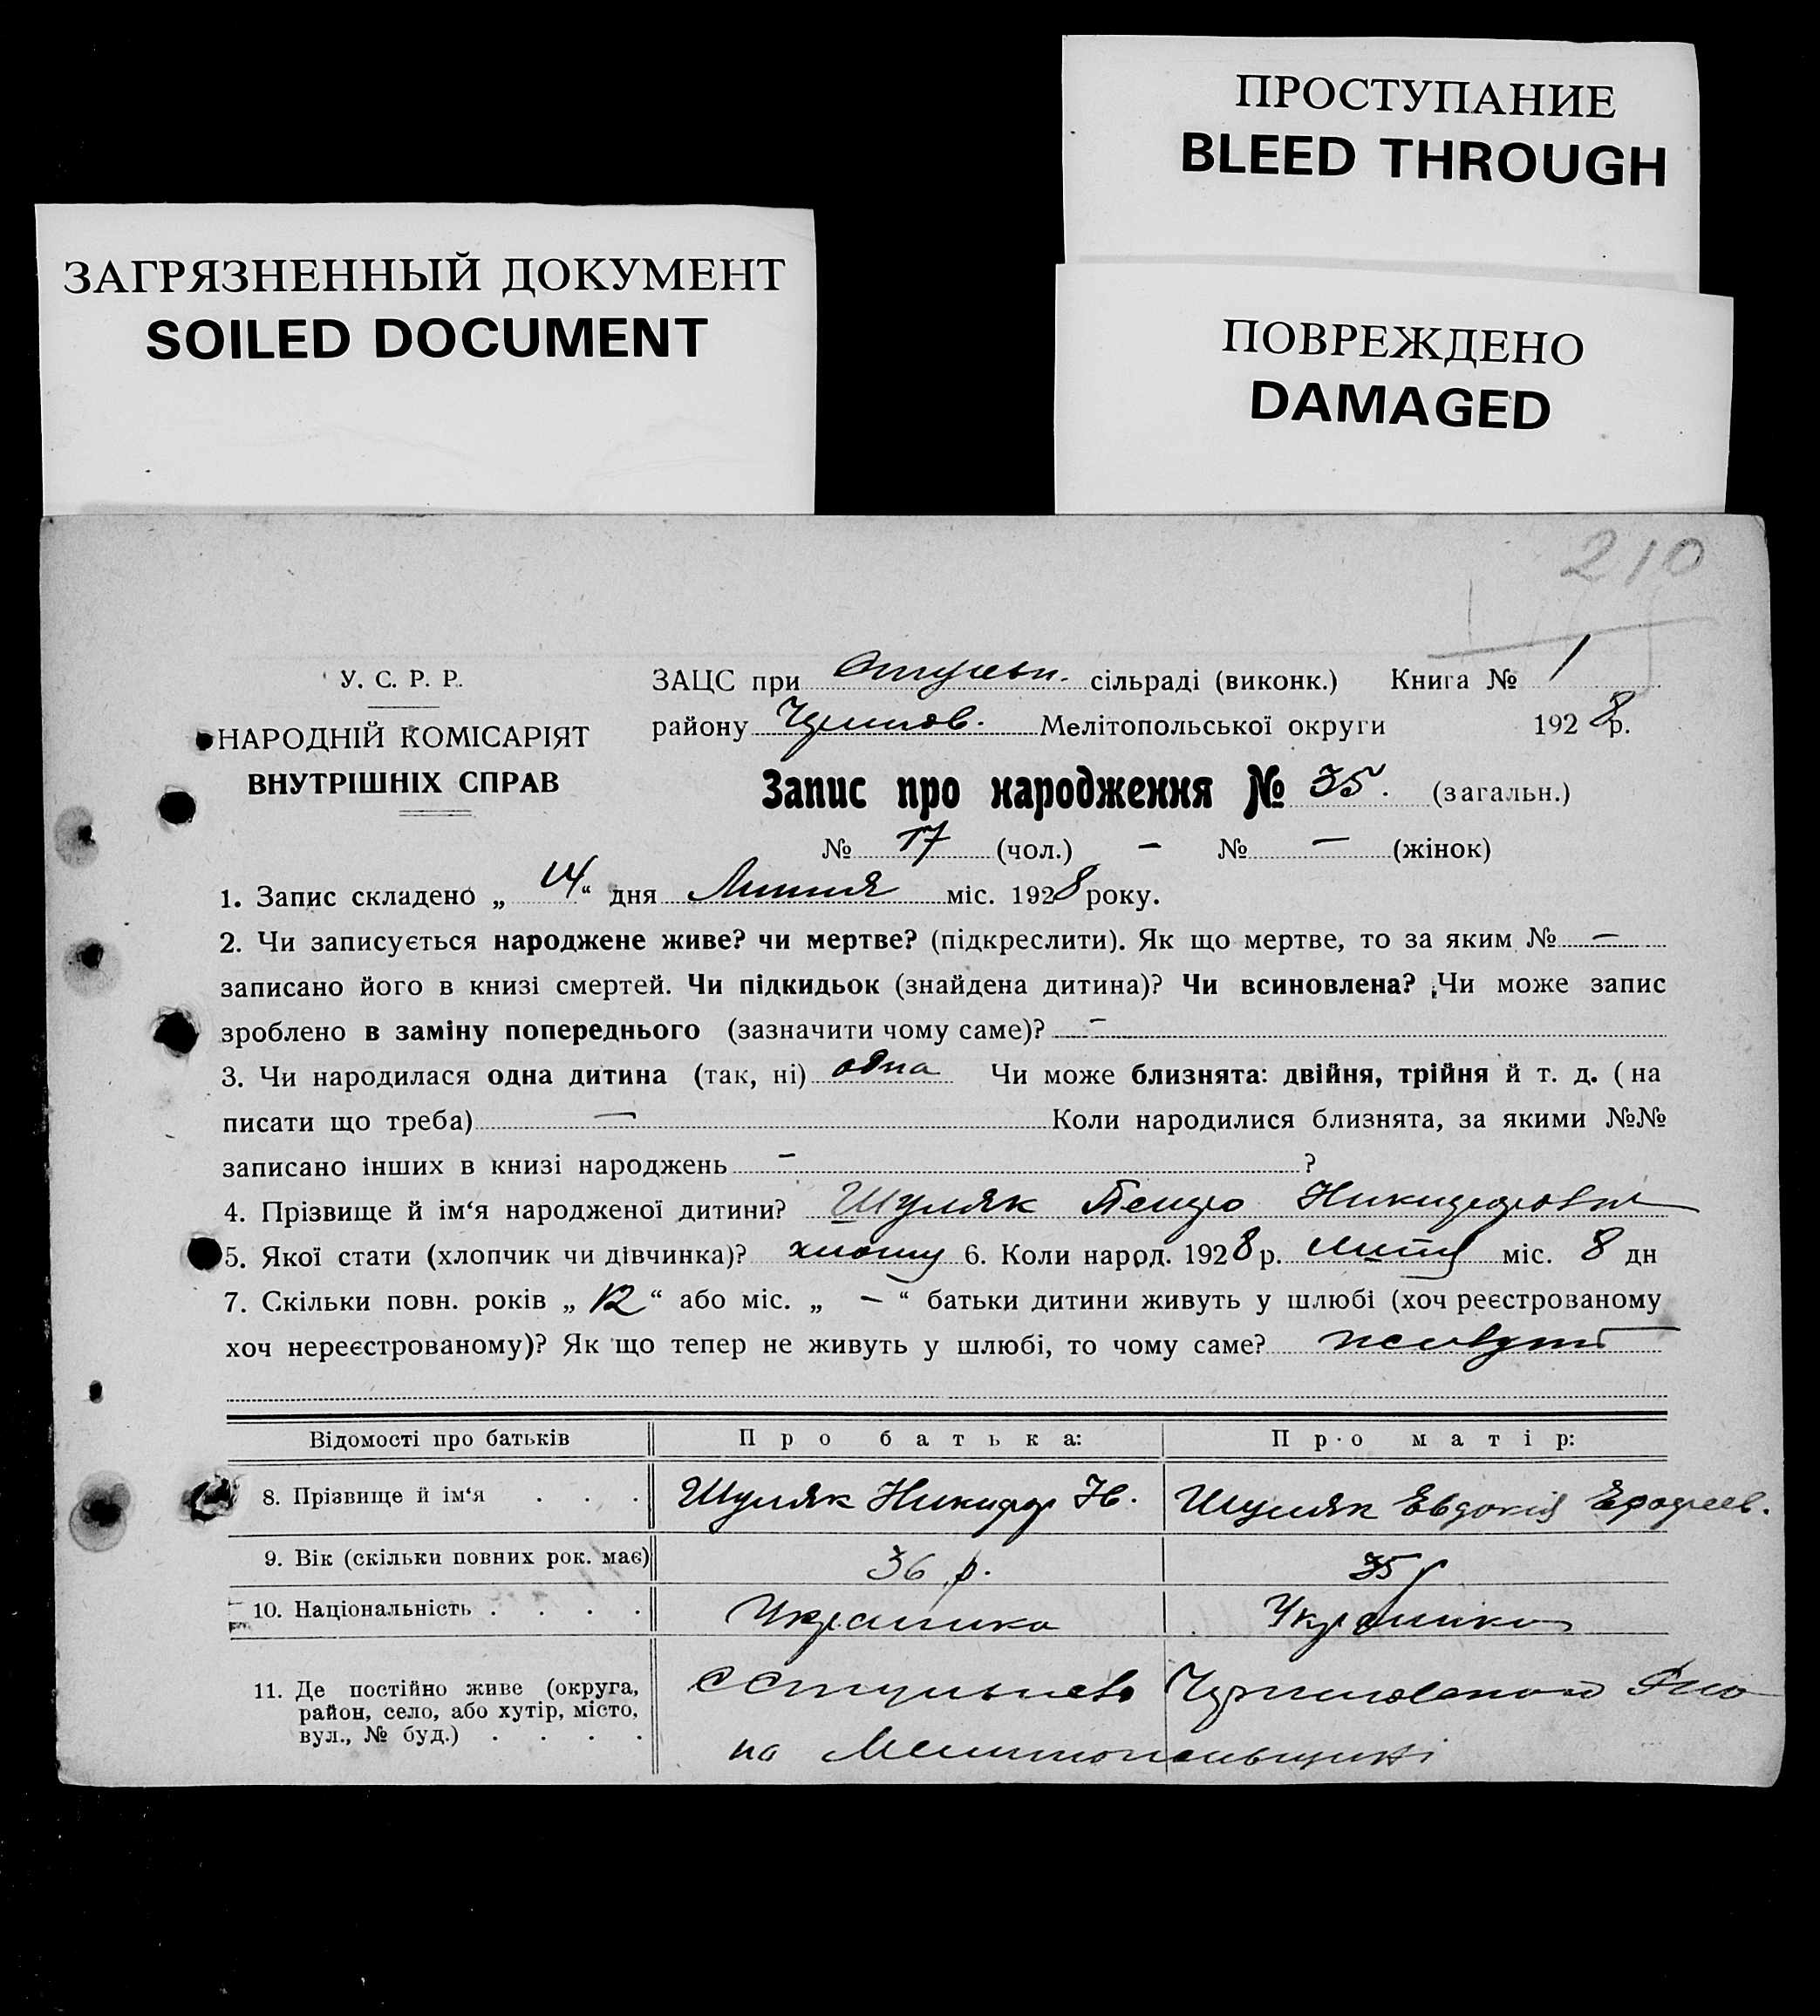 ПРОСТУПАНИЕ
BLEED THROUGH
ЗАГРЯЗНЕННЫЙ ДОКУМЕНТ
SOILED DOCUMENT
ПОВРЕЖДЕНО
DAMAGED
210
У. С. Р. Р.
НАРОДНІЙ КОМІСАРІЯТ
ВНУТРІШНІХ СПРАВ
ЗАЦС при сільраді (виконк.) Книга № 1
району Мелітопольської округи 1928 р.
Запис про народження № 35. (загальн.)
№ 17 (чол.) — № — (жінок)
1. Запис складено „ 14 “ дня Липня міс. 1928 року.
2. Чи записується народжене живе? чи мертве? (підкреслити). Як що мертве, то за яким № —
записано його в книзі смертей. Чи підкидьок (знайдена дитина)? Чи всиновлена? Чи може запис
зроблено в заміну попереднього (зазначити чому саме)? —
3. Чи народилася одна дитина (так, ні) одна Чи може близнята: двійня, трійня й т. д. ( на
писати що треба) — Коли народилися близнята, за якими №№
записано інших в книзі народжень — ?
4. Прізвище й ім‘я народженої дитини? Шуляк Петро Никифорович
5. Якої стати (хлопчик чи дівчинка)? 6. Коли народ. 1928 р. міс. 8 дн
7. Скільки повн. років „ 12 “ або міс. „ — “ батьки дитини живуть у шлюбі (хоч реєстрованому
хоч нереєстрованому)? Як що тепер не живуть у шлюбі, то чому саме? живуть
Відомості про батьків Про батька: Про матір:
8. Прізвище й ім‘я . . . Шуляк Никифор Шуляк Евдокія
9. Вік (скільки повних рок. має) 36 р. 35 р
10. Національність . . . . Україн
11. Де постійно живе (округа,
район, село, або хутір, місто,
вул., № буд.) . . . .
на Мелитопольщині